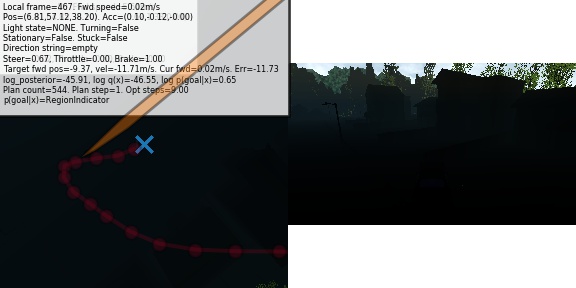 Local frame=467. Fwd speed=0.02m/s
Pos=(6.81,57.12,38.20). Acc=(0.10,-0.12,-0.00)
Light state=NONE. Turning=False
Stationary=False. Stuck=False
Direction string=empty
Steer=0.67, Throttle=0.00, Brake=1.00
Target fwd pos=-9.37, vel=-11.71m/s. Cur fwd=0.02m/s. Err=-11.73
log_posterior=-45.91, log q(x)=-46.55, log p(goal|x)=0.65
Plan count=544. Plan step=1. Opt steps=9.00
p(goal|x)=RegionIndicator